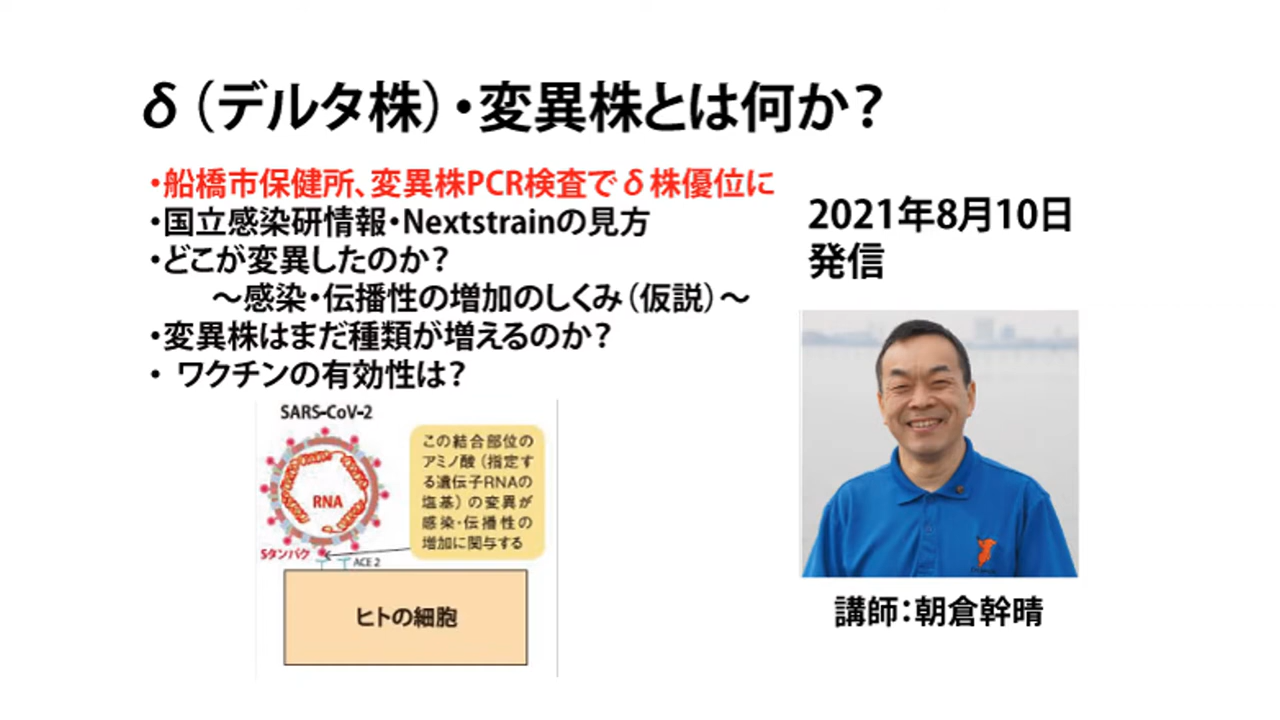 δ（デルタ株）・変異株とは何か？
・船橋市保健所、変異株PCR検査でδ株優位に
・国立感染研情報・Nextstrainの見方
・どこが変異したのか？
～感染・伝播性の増加のしくみ（仮説）～
・変異株はまだ種類が増えるのか？
・ ワクチンの有効性は？
2021年8月10日
発信
SARS-CoV-2
この結合部位の
アミノ酸（指定す
る遺伝子RNAの
塩基）の変異が
感染・伝播性の
増加に関与する
RNA
Sタンパク
ACE 2
ヒトの細胞
講師：朝倉幹晴